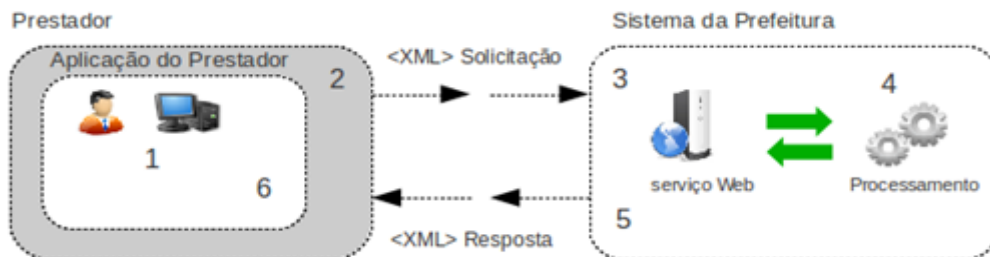 Prestador
Sistema da Prefeitura
Aplicação do Prestador
2
<XML> Solicitação
3
4
1
6
serviço Web
Processamento
5
<XML> Resposta